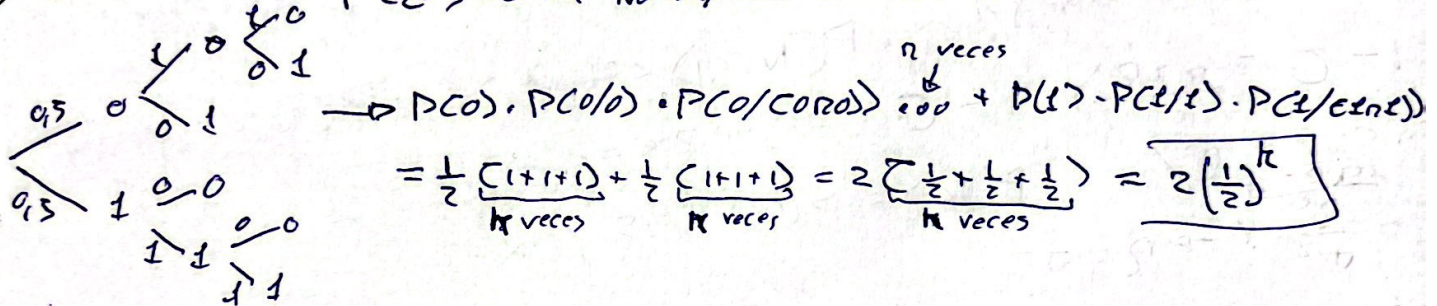 1 0
1 0 0 1
0,5 0 0 1
0,5 1 0 0
1 1 0 0
1 1
n veces
→ P(0) · P(0/0) · P(0/(0∩0)) ... + P(1) · P(1/1) · P(1/(1∩1))
= 1/2 (1+1+1) + 1/2 (1+1+1) = 2 (1/2 + 1/2 + 1/2) = 2(1/2)^k
k veces k veces k veces